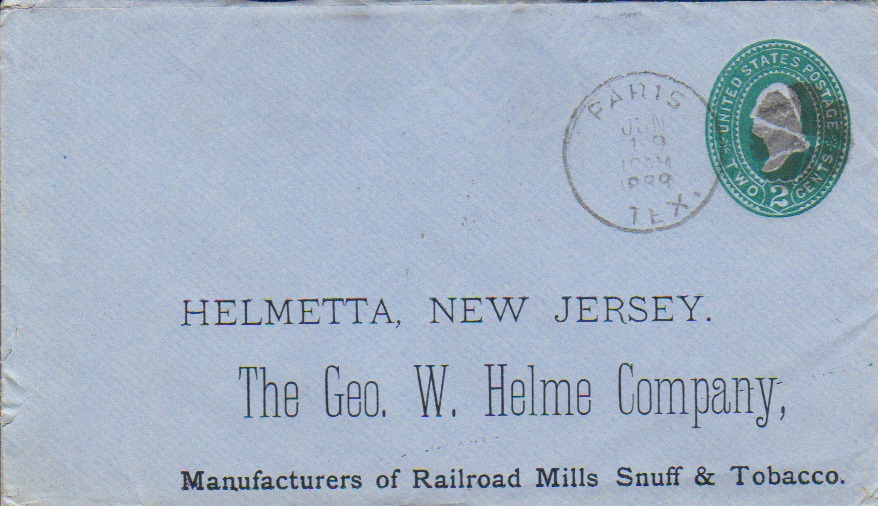 UNITED STATES POSTAGE
TWO 2 CENTS
PARIS
JUN
19
TEX.
HELMETTA, NEW JERSEY.
The Geo. W. Helme Company,
Manufacturers of Railroad Mills Snuff & Tobacco.